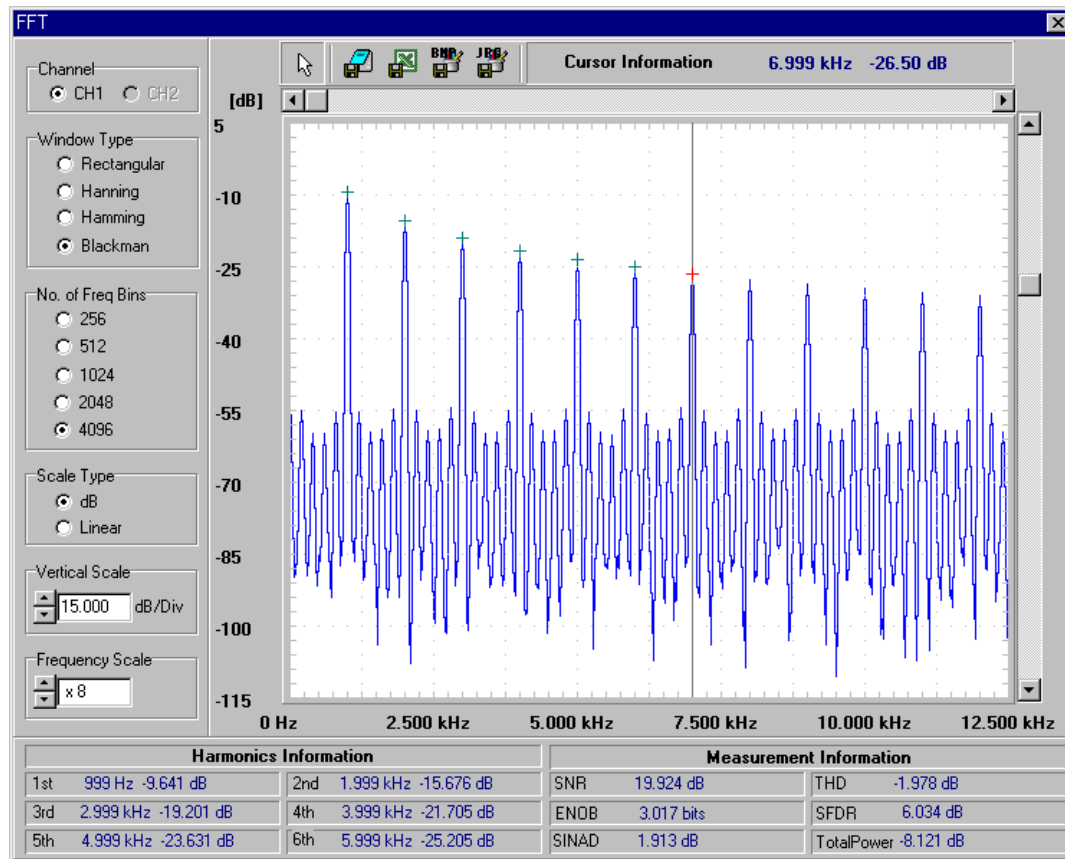 FFT
Channel
CH1 CH2
Window Type
Rectangular
Hanning
Hamming
Blackman
No. of Freq Bins
256
512
1024
2048
4096
Scale Type
dB
Linear
Vertical Scale
15.000 dB/Div
Frequency Scale
x 8
BMP JPG
Cursor Information 6.999 kHz -26.50 dB
[dB]
5
-10
-25
-40
-55
-70
-85
-100
-115
0 Hz 2.500 kHz 5.000 kHz 7.500 kHz 10.000 kHz 12.500 kHz
Harmonics Information
1st 999 Hz -9.641 dB 2nd 1.999 kHz -15.676 dB
3rd 2.999 kHz -19.201 dB 4th 3.999 kHz -21.705 dB
5th 4.999 kHz -23.631 dB 6th 5.999 kHz -25.205 dB
Measurement Information
SNR 19.924 dB THD -1.978 dB
ENOB 3.017 bits SFDR 6.034 dB
SINAD 1.913 dB TotalPower -8.121 dB